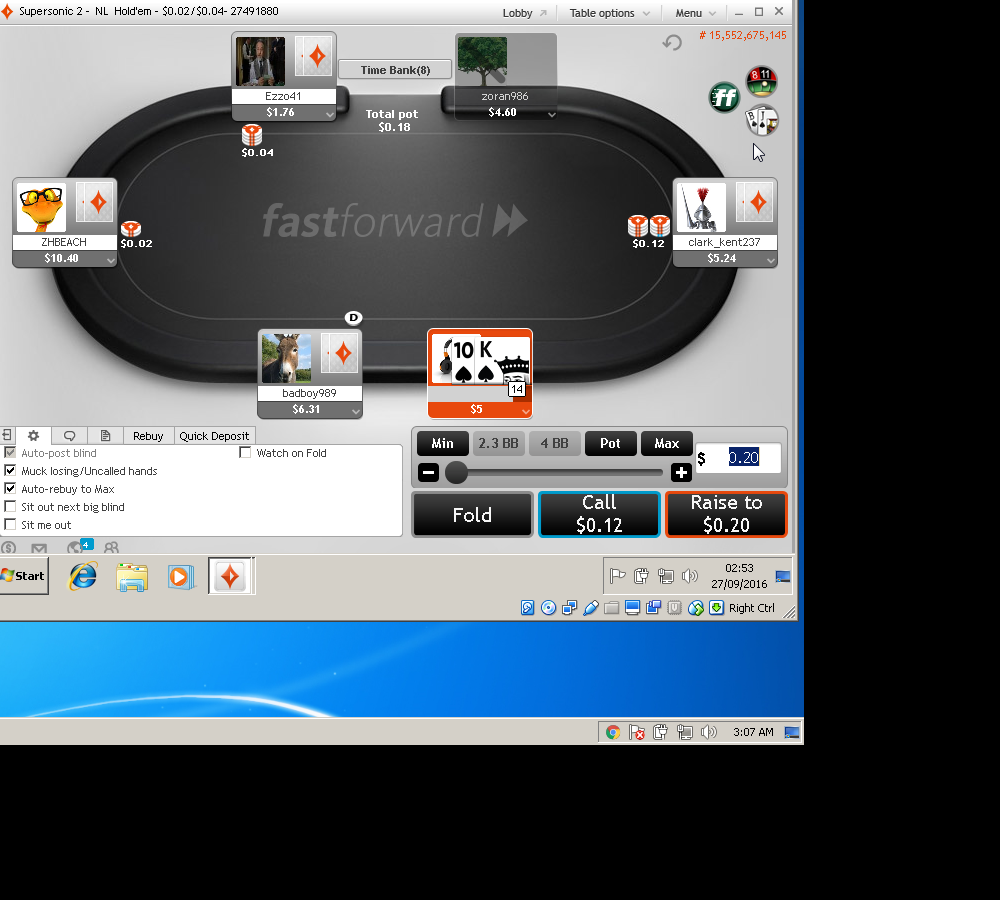 Supersonic 2 - NL Hold'em - $0.02/$0.04- 27491880
Lobby
Table options
Menu
# 15,552,675,145
Time Bank(8)
Ezzo41
$1.76
zoran986
$4.60
Total pot
$0.18
8 11
ff
B J
$0.04
ZHBEACH
$10.40
$0.02
fastforward
$0.12
clark_kent237
$5.24
D
badboy989
$6.31
10 K
14
$5
Rebuy
Quick Deposit
Auto-post blind
Watch on Fold
Muck losing/Uncalled hands
Auto-rebuy to Max
Sit out next big blind
Sit me out
Min
2.3 BB
4 BB
Pot
Max
$ 0.20
Fold
Call
$0.12
Raise to
$0.20
4
Start
02:53
27/09/2016
Right Ctrl
3:07 AM